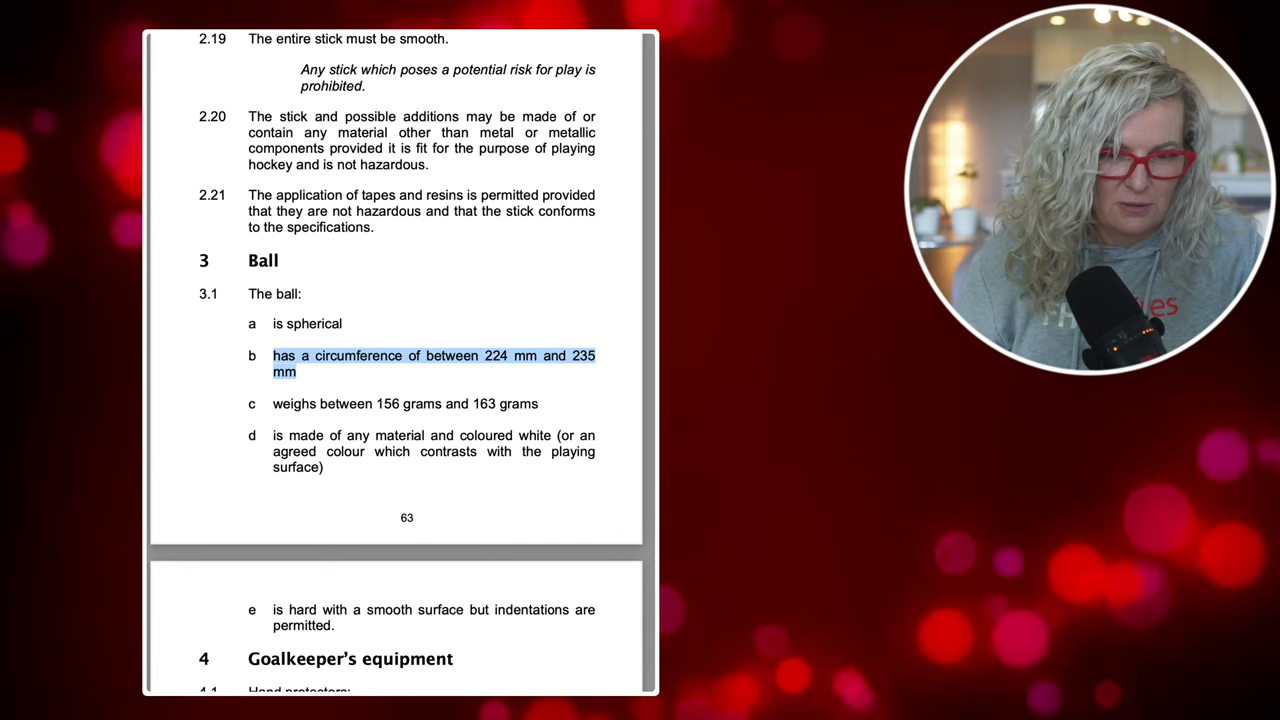 2.19 The entire stick must be smooth.
Any stick which poses a potential risk for play is
prohibited.
2.20 The stick and possible additions may be made of or
contain any material other than metal or metallic
components provided it is fit for the purpose of playing
hockey and is not hazardous.
2.21 The application of tapes and resins is permitted provided
that they are not hazardous and that the stick conforms
to the specifications.
3 Ball
3.1 The ball:
a is spherical
b has a circumference of between 224 mm and 235
mm
c weighs between 156 grams and 163 grams
d is made of any material and coloured white (or an
agreed colour which contrasts with the playing
surface)
63
e is hard with a smooth surface but indentations are
permitted.
4 Goalkeeper's equipment
4.1 Hand protectors: